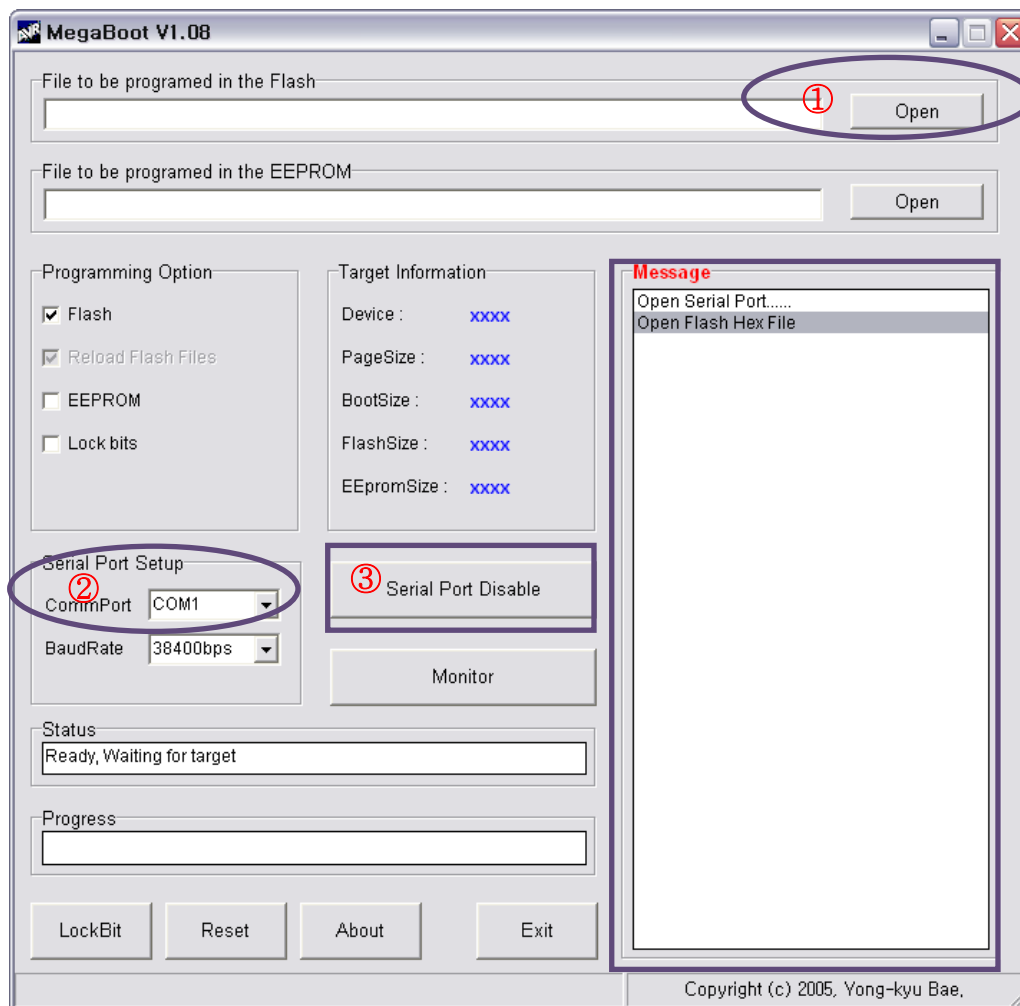 MegaBoot V1.08
File to be programed in the Flash
① Open
File to be programed in the EEPROM
Open
Programming Option
Flash
Reload Flash Files
EEPROM
Lock bits
Target Information
Device : xxxx
PageSize : xxxx
BootSize : xxxx
FlashSize : xxxx
EEpromSize : xxxx
Message
Open Serial Port......
Open Flash Hex File
Serial Port Setup
②
CommPort COM1
BaudRate 38400bps
③ Serial Port Disable
Monitor
Status
Ready, Waiting for target
Progress
LockBit Reset About Exit
Copyright (c) 2005, Yong-kyu Bae,